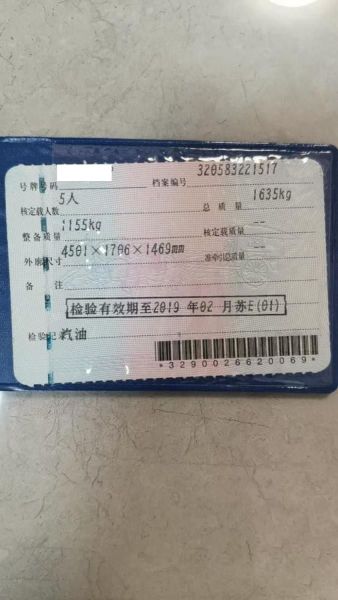 号牌号码 档案编号 320583221517
核定载人数 5人 总质量 1635kg
整备质量 1155kg 核定载质量 --
外廓尺寸 4501×1706×1469mm 准牵引总质量 --
备注
检验有效期至2019年02月苏E(01)
检验记录 汽油
*3290026620069*